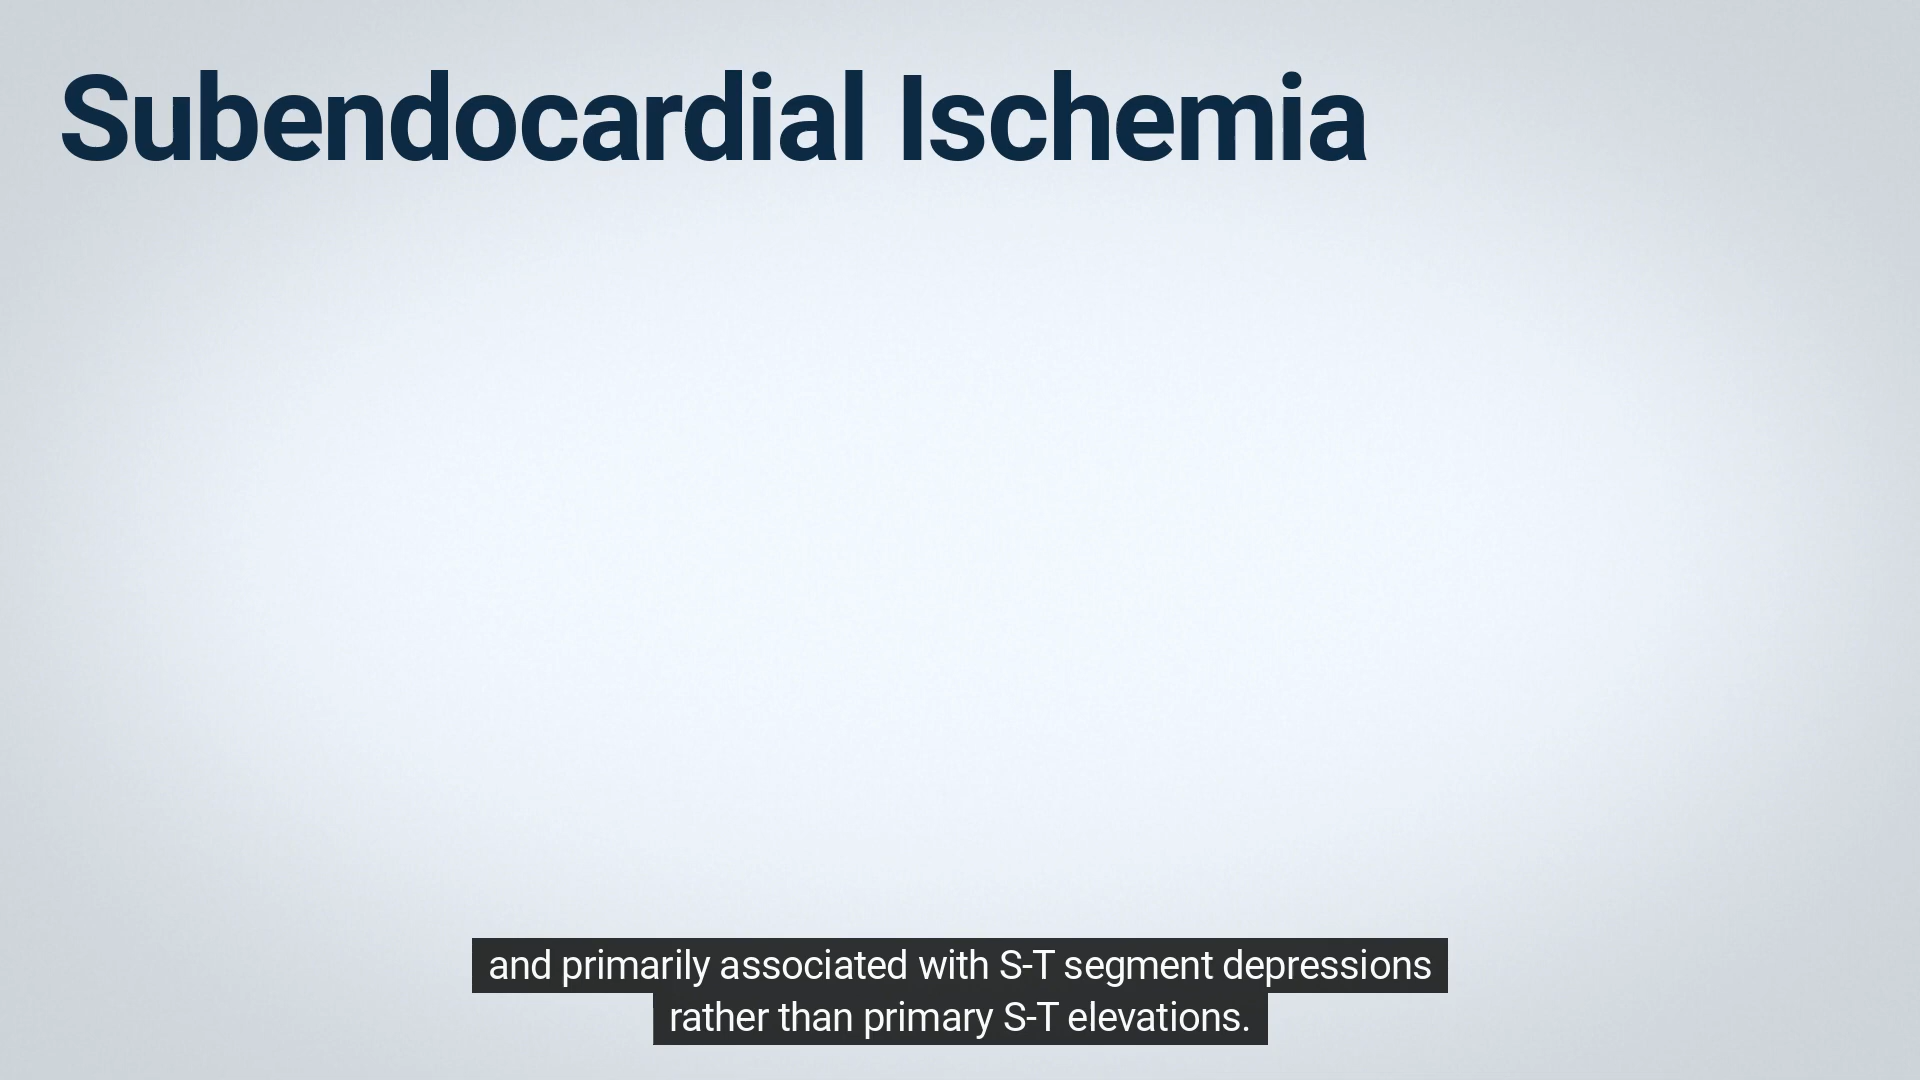 Subendocardial Ischemia
and primarily associated with S-T segment depressions
rather than primary S-T elevations.